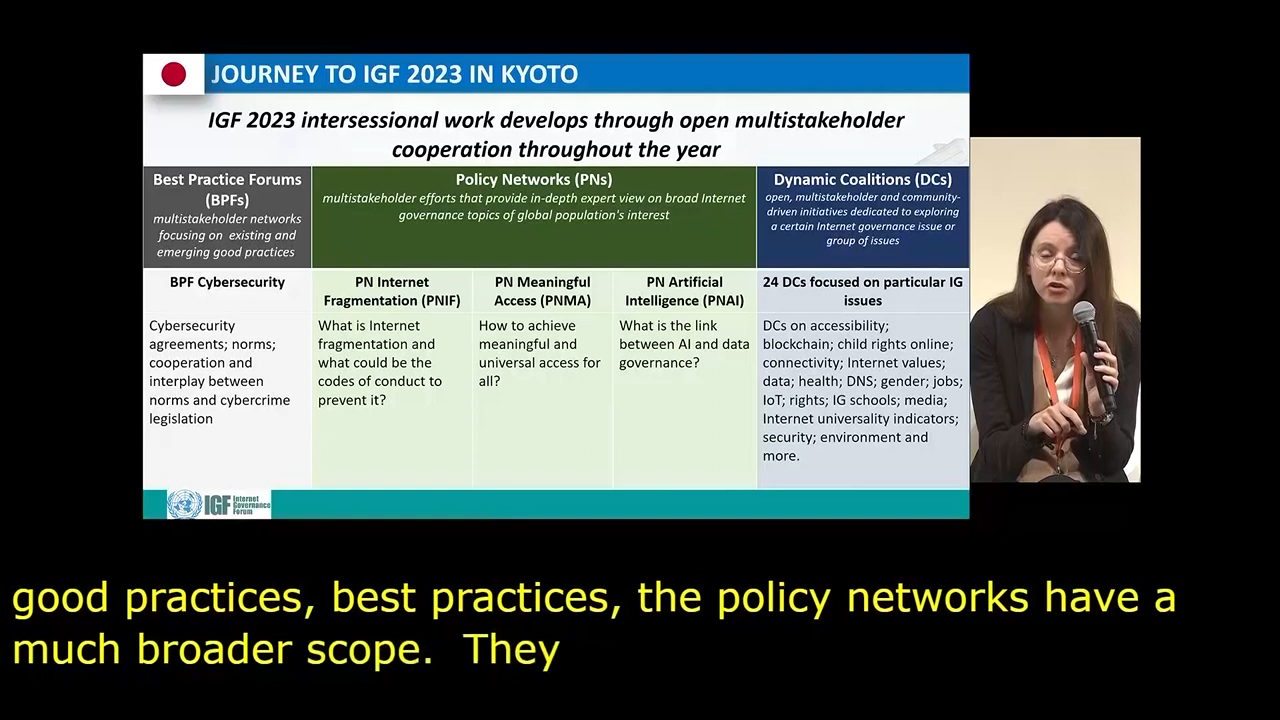 JOURNEY TO IGF 2023 IN KYOTO
IGF 2023 intersessional work develops through open multistakeholder
cooperation throughout the year
Best Practice Forums
(BPFs)
multistakeholder networks
focusing on existing and
emerging good practices
Policy Networks (PNs)
multistakeholder efforts that provide in-depth expert view on broad Internet
governance topics of global population's interest
Dynamic Coalitions (DCs)
open, multistakeholder and community-
driven initiatives dedicated to exploring
a certain Internet governance issue or
group of issues
BPF Cybersecurity
PN Internet
Fragmentation (PNIF)
PN Meaningful
Access (PNMA)
PN Artificial
Intelligence (PNAI)
24 DCs focused on particular IG
issues
Cybersecurity
agreements; norms;
cooperation and
interplay between
norms and cybercrime
legislation
What is Internet
fragmentation and
what could be the
codes of conduct to
prevent it?
How to achieve
meaningful and
universal access for
all?
What is the link
between AI and data
governance?
DCs on accessibility;
blockchain; child rights online;
connectivity; Internet values;
data; health; DNS; gender; jobs;
IoT; rights; IG schools; media;
Internet universality indicators;
security; environment and
more.
IGF
Internet
Governance
Forum
good practices, best practices, the policy networks have a
much broader scope.  They